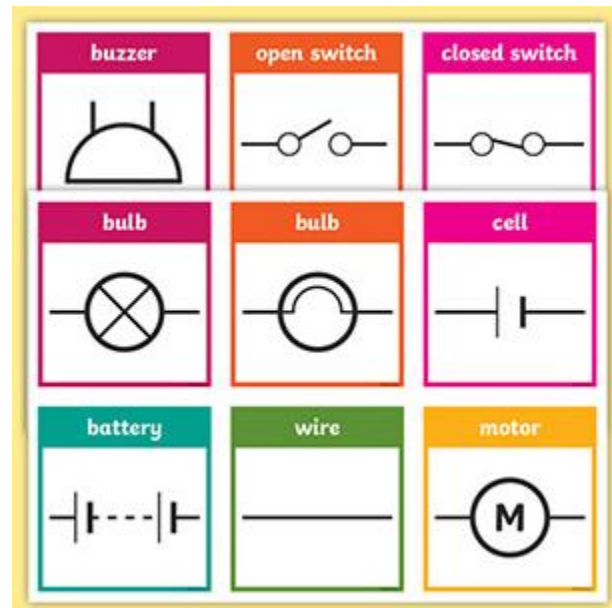 buzzer
open switch
closed switch
bulb
bulb
cell
battery
wire
motor
M